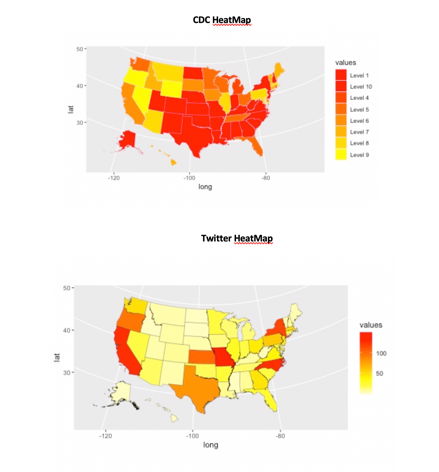 CDC HeatMap
values
Level 1
Level 10
Level 4
Level 5
Level 6
Level 7
Level 8
Level 9
50
40
30
lat
-120
-100
-80
long
Twitter HeatMap
values
100
50
50
40
30
lat
-120
-100
-80
long